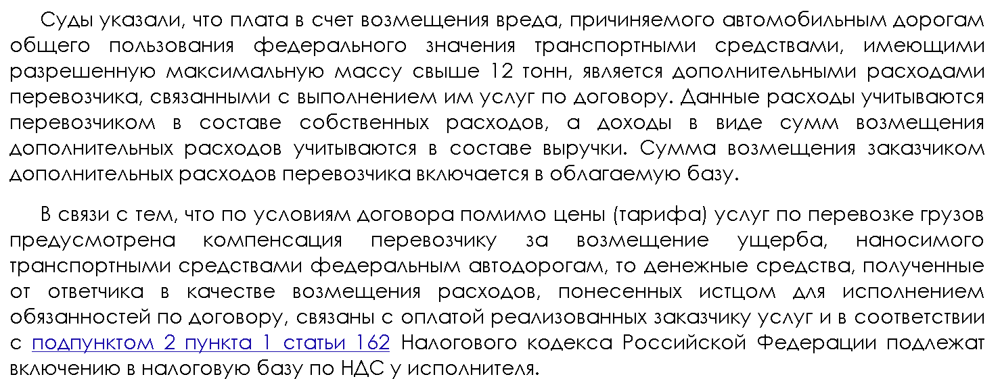 Суды указали, что плата в счет возмещения вреда, причиняемого автомобильным дорогам
общего пользования федерального значения транспортными средствами, имеющими
разрешенную максимальную массу свыше 12 тонн, является дополнительными расходами
перевозчика, связанными с выполнением им услуг по договору. Данные расходы учитываются
перевозчиком в составе собственных расходов, а доходы в виде сумм возмещения
дополнительных расходов учитываются в составе выручки. Сумма возмещения заказчиком
дополнительных расходов перевозчика включается в облагаемую базу.
В связи с тем, что по условиям договора помимо цены (тарифа) услуг по перевозке грузов
предусмотрена компенсация перевозчику за возмещение ущерба, наносимого
транспортными средствами федеральным автодорогам, то денежные средства, полученные
от ответчика в качестве возмещения расходов, понесенных истцом для исполнением
обязанностей по договору, связаны с оплатой реализованных заказчику услуг и в соответствии
с подпунктом 2 пункта 1 статьи 162 Налогового кодекса Российской Федерации подлежат
включению в налоговую базу по НДС у исполнителя.